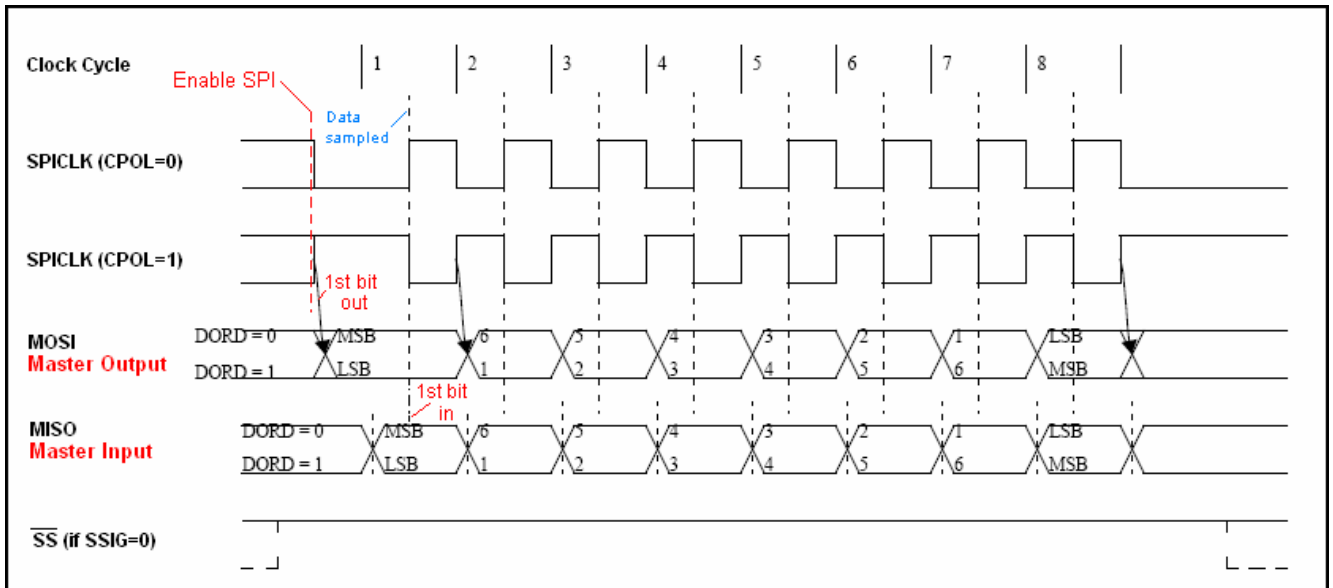 Clock Cycle 1 2 3 4 5 6 7 8
Enable SPI
Data
sampled
SPICLK (CPOL=0)
SPICLK (CPOL=1)
1st bit
out
MOSI
Master Output
DORD = 0 MSB 6 5 4 3 2 1 LSB
DORD = 1 LSB 1 2 3 4 5 6 MSB
1st bit
in
MISO
Master Input
DORD = 0 MSB 6 5 4 3 2 1 LSB
DORD = 1 LSB 1 2 3 4 5 6 MSB
SS (if SSIG=0)